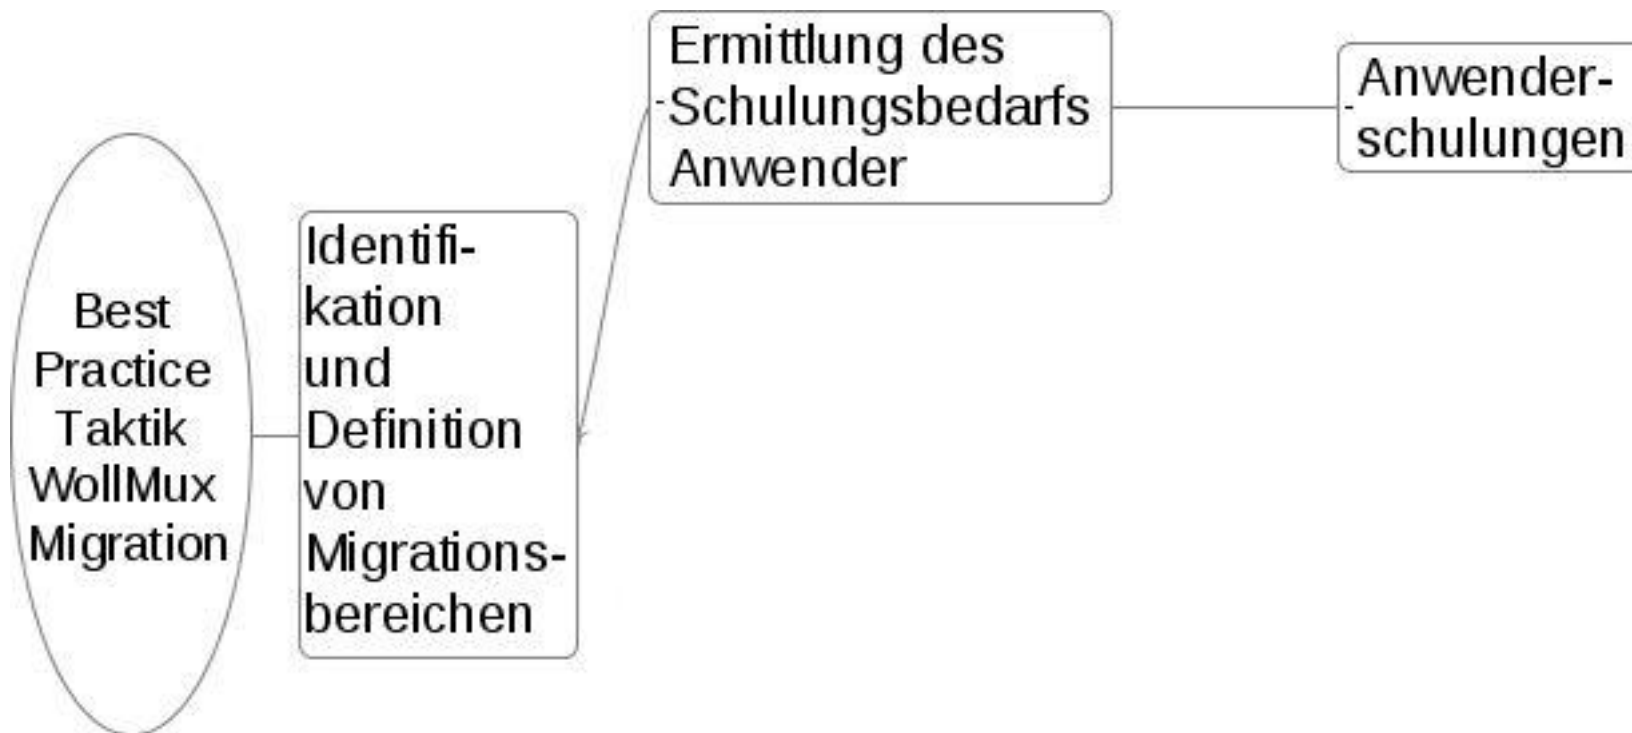 Best
Practice
Taktik
WollMux
Migration
Identifi-
kation
und
Definition
von
Migrations-
bereichen
Ermittlung des
Schulungsbedarfs
Anwender
Anwender-
schulungen